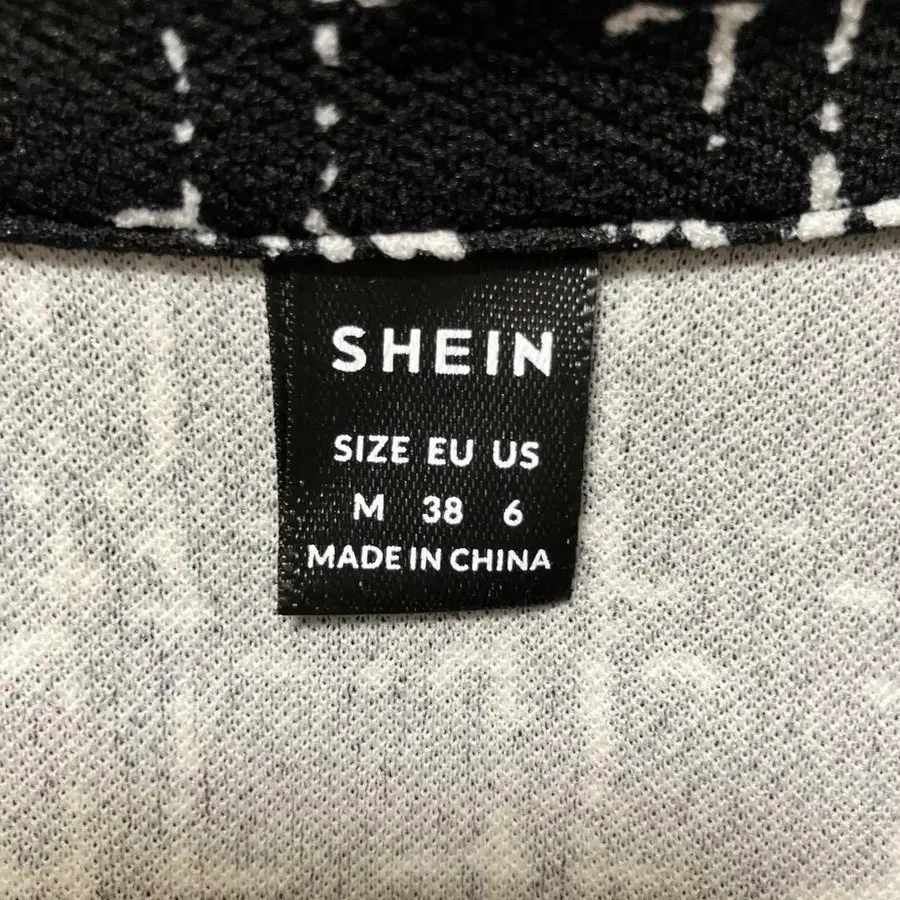 SHEIN
SIZE EU US
M 38 6
MADE IN CHINA